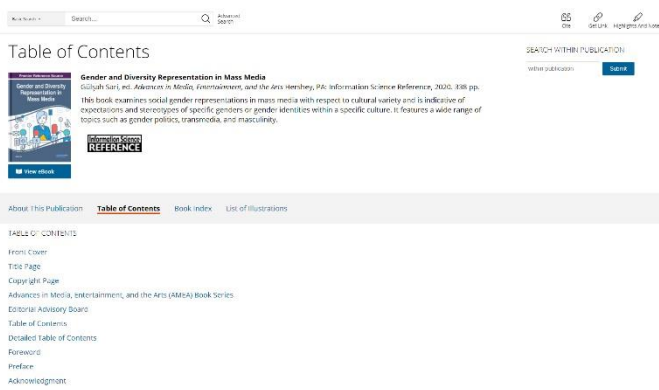 Basic Search
Search...
Advanced
Search
Cite
Get Link
Highlights And Notes
Table of Contents
SEARCH WITHIN PUBLICATION
within publication
Submit
Gender and Diversity Representation in Mass Media
Gülşah Sari, ed. Advances in Media, Entertainment, and the Arts Hershey, PA: Information Science Reference, 2020. 338 pp.
This book examines social gender representations in mass media with respect to cultural variety and is indicative of
expectations and stereotypes of specific genders or gender identities within a specific culture. It features a wide range of
topics such as gender politics, transmedia, and masculinity.
Premier Reference Source
Gender and Diversity
Representation in
Mass Media
Information Science
REFERENCE
View eBook
About This Publication
Table of Contents
Book Index
List of Illustrations
TABLE OF CONTENTS
Front Cover
Title Page
Copyright Page
Advances in Media, Entertainment, and the Arts (AMEA) Book Series
Editorial Advisory Board
Table of Contents
Detailed Table of Contents
Foreword
Preface
Acknowledgment